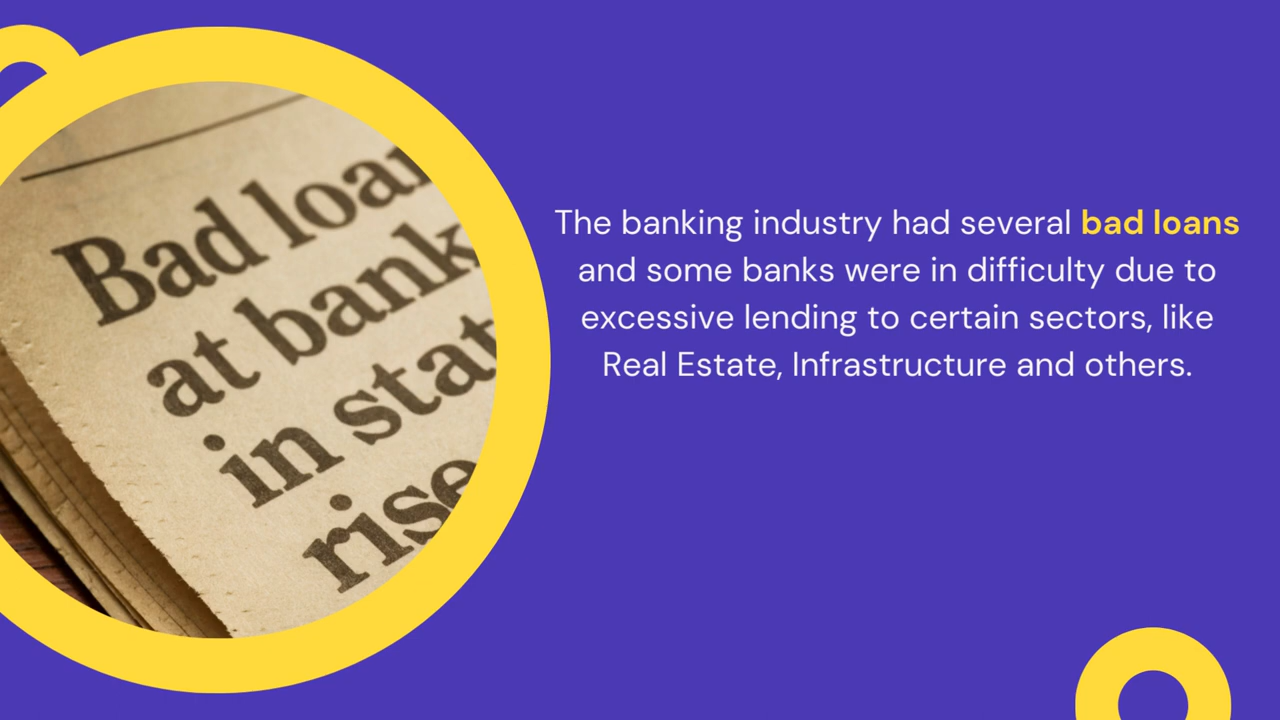 Bad loan
at bank
in stat
rise
The banking industry had several bad loans
and some banks were in difficulty due to
excessive lending to certain sectors, like
Real Estate, Infrastructure and others.